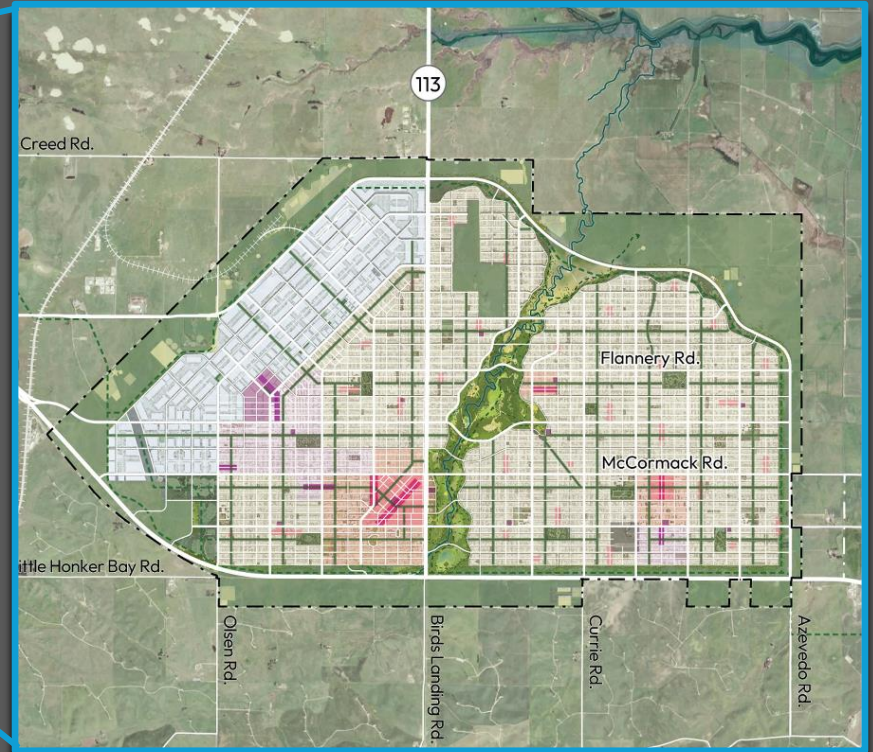 113
Creed Rd.
Flannery Rd.
McCormack Rd.
ittle Honker Bay Rd.
Olsen Rd.
Birds Landing Rd.
Currie Rd.
Azevedo Rd.